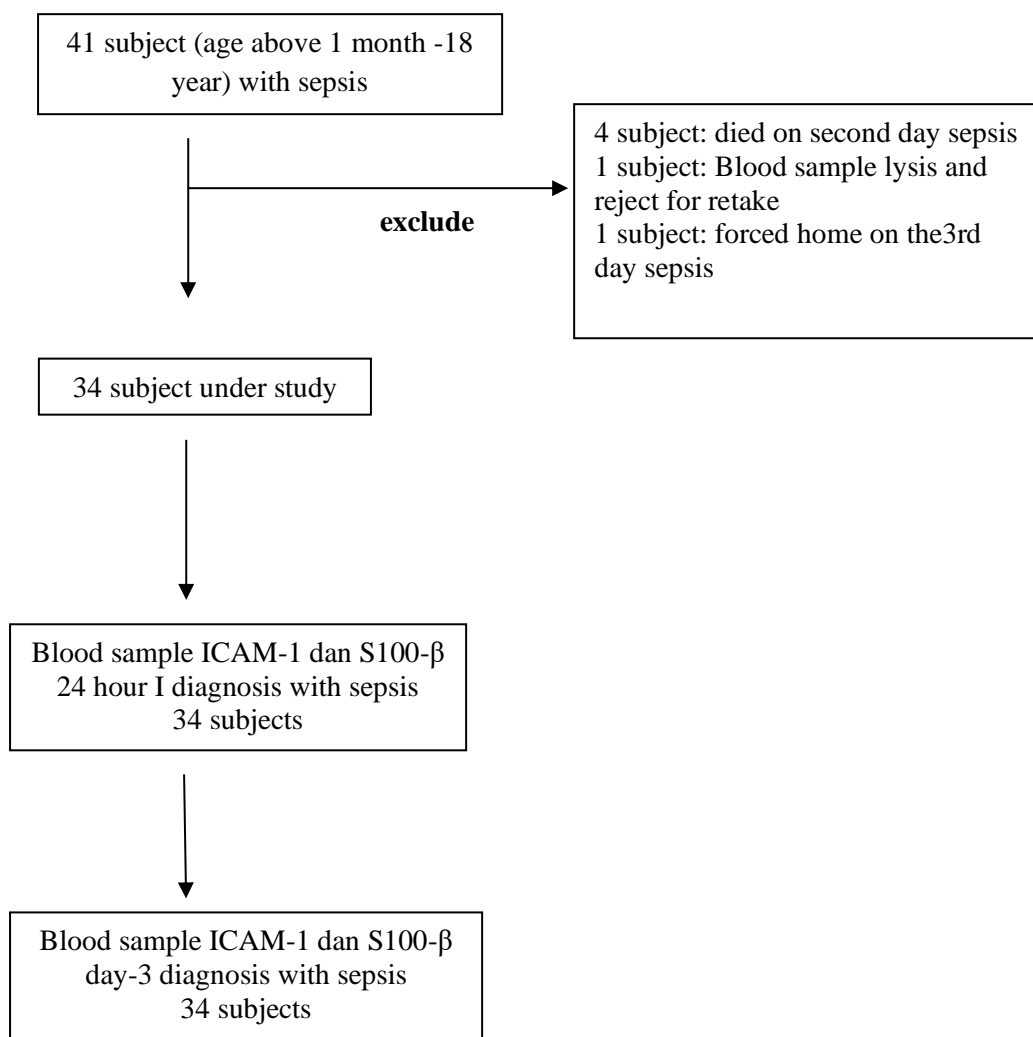 41 subject (age above 1 month -18
year) with sepsis
4 subject: died on second day sepsis
1 subject: Blood sample lysis and
reject for retake
1 subject: forced home on the3rd
day sepsis
exclude
34 subject under study
Blood sample ICAM-1 dan S100-β
24 hour I diagnosis with sepsis
34 subjects
Blood sample ICAM-1 dan S100-β
day-3 diagnosis with sepsis
34 subjects